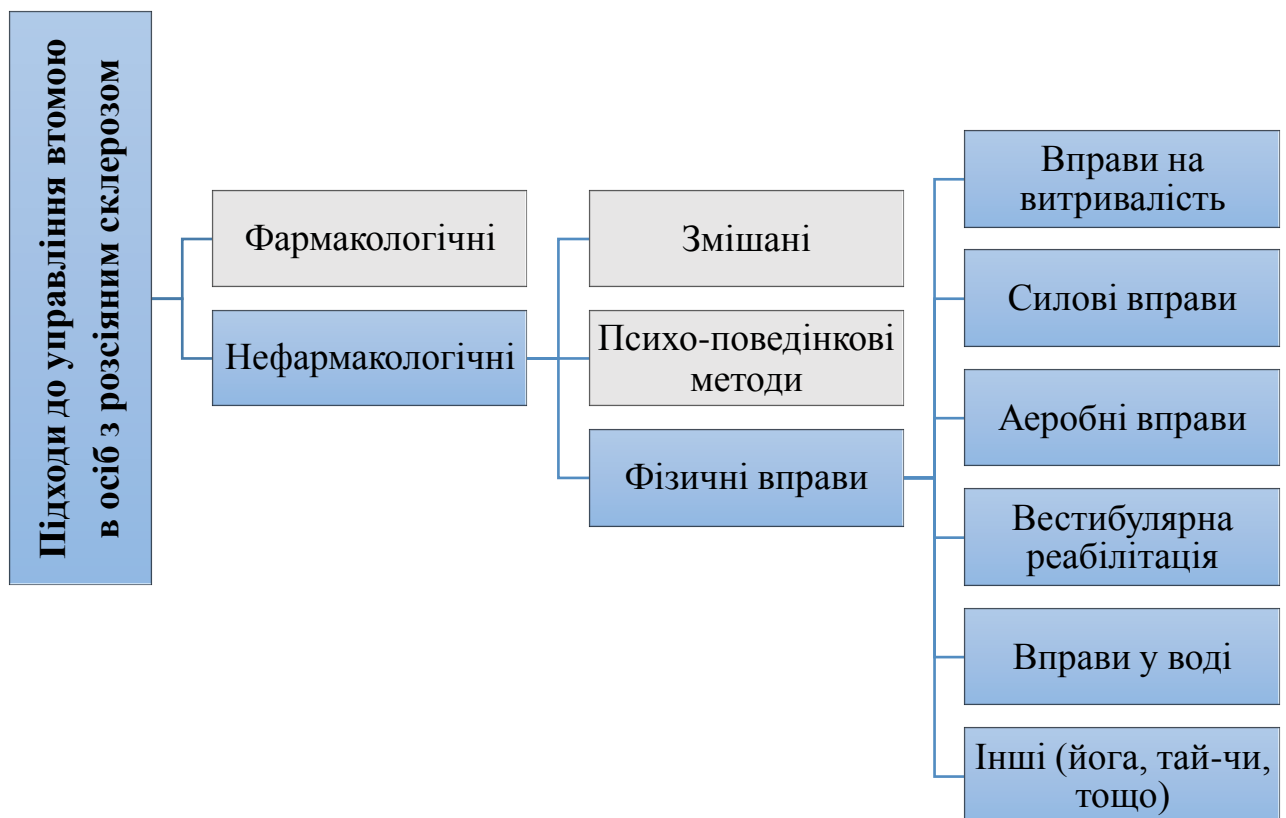 Підходи до управління втомою
в осіб з розсіяним склерозом
Фармакологічні
Нефармакологічні
Змішані
Психо-поведінкові
методи
Фізичні вправи
Вправи на
витривалість
Силові вправи
Аеробні вправи
Вестибулярна
реабілітація
Вправи у воді
Інші (йога, тай-чи,
тощо)